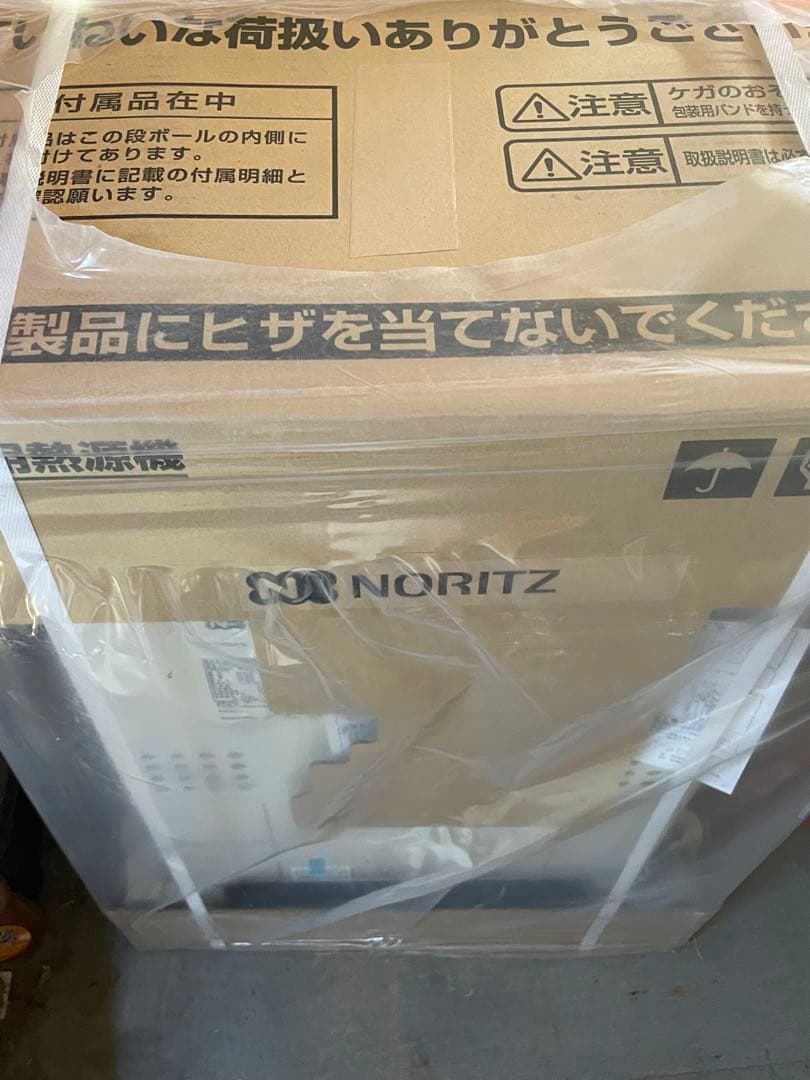 いねいな荷扱いありがとうござい
付属品在中
品はこの段ボールの内側に
付けてあります。
説明書に記載の付属明細と
確認願います。
注意
ケガのおそ
包装用バンドを持
注意
取扱説明書は必
製品にヒザを当てないでくださ
用熱源機
NORITZ